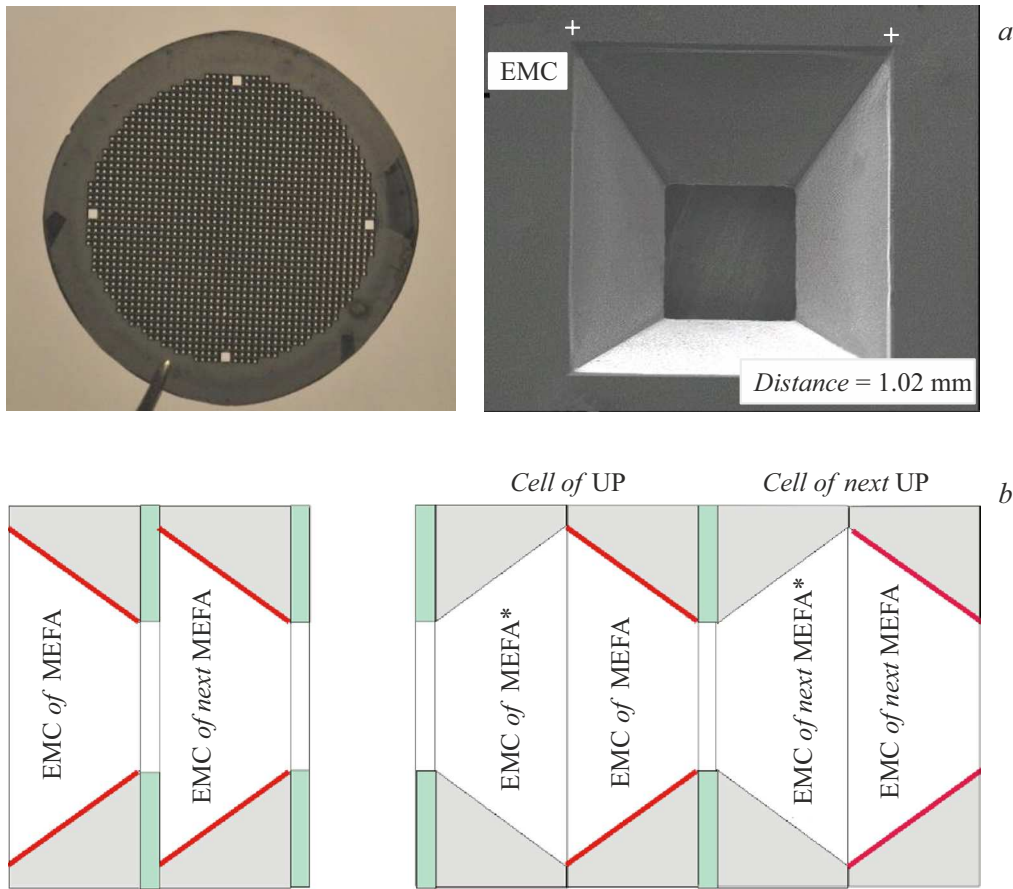 a
EMC
Distance = 1.02 mm
Cell of UP
Cell of next UP
b
EMC of MEFA
EMC of next MEFA
EMC of MEFA*
EMC of MEFA
EMC of next MEFA*
EMC of next MEFA